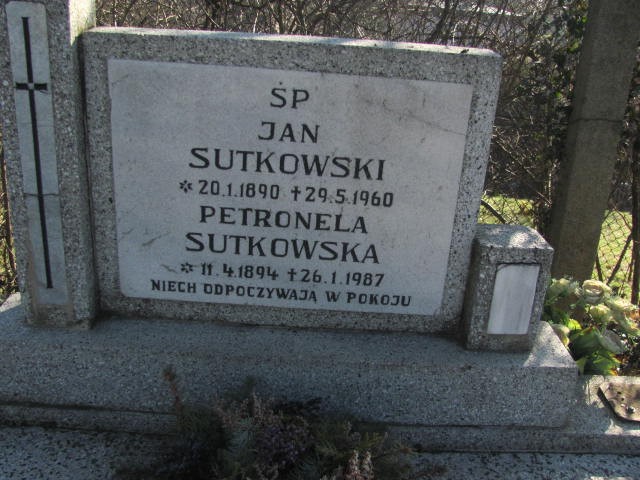 ŚP
JAN
SUTKOWSKI
* 20.1.1890 + 29.5.1960
PETRONELA
SUTKOWSKA
* 11.4.1894 + 26.1.1987
NIECH ODPOCZYWAJĄ W POKOJU